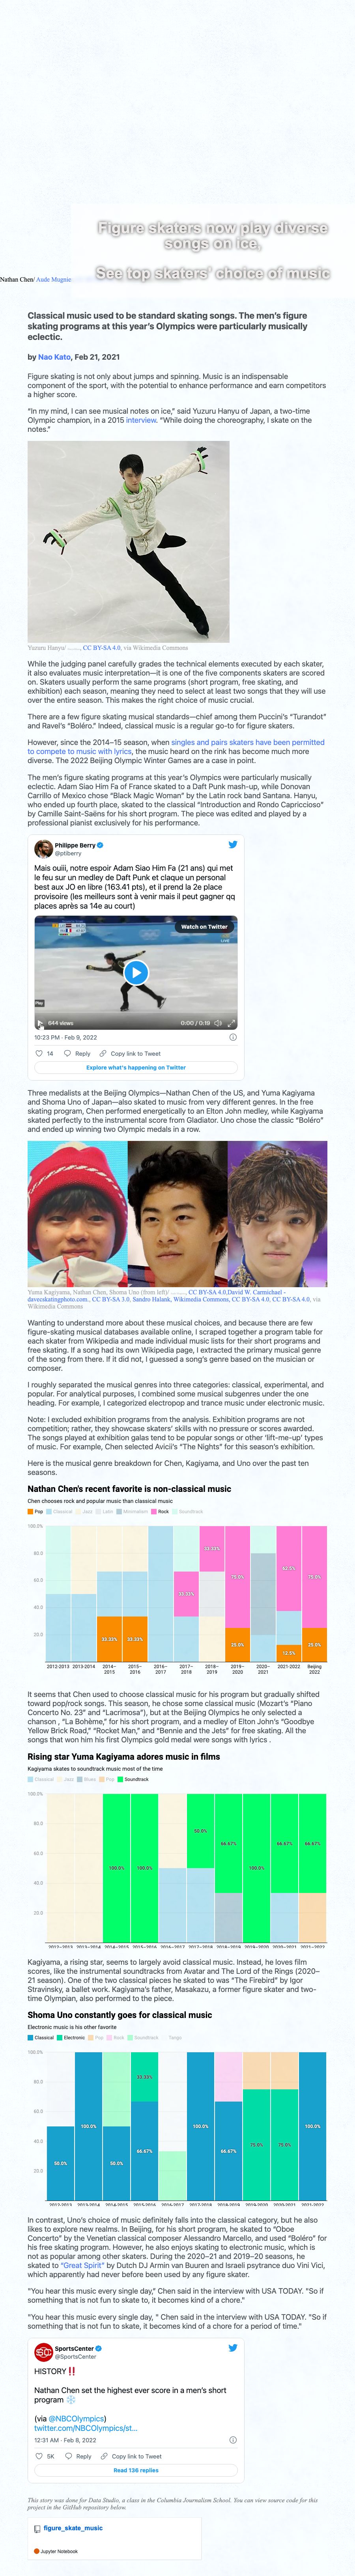 Figure skaters now play diverse
songs on ice,
See top skaters' choice of music
Nathan Chen/ Aude Mugnie
Classical music used to be standard skating songs. The men's figure
skating programs at this year's Olympics were particularly musically
eclectic.
by Nao Kato, Feb 21, 2021
Figure skating is not only about jumps and spinning. Music is an indispensable
component of the sport, with the potential to enhance performance and earn competitors
a higher score.
"In my mind, I can see musical notes on ice," said Yuzuru Hanyu of Japan, a two-time
Olympic champion, in a 2015 interview. "While doing the choreography, I skate on the
notes."
Yuzuru Hanyu/ ……, CC BY-SA 4.0, via Wikimedia Commons
While the judging panel carefully grades the technical elements executed by each skater,
it also evaluates music interpretation—it is one of the five components skaters are scored
on. Skaters usually perform the same programs (short program, free skating, and
exhibition) each season, meaning they need to select up to three songs that they will use
over the entire season. This makes the right choice of music crucial.
There are a few figure skating musical standouts—chief among them Puccini's "Turandot"
and Ravel's "Boléro." Indeed, classical music is a popular go-to for figure skaters.
However, since the 2014–15 season, when singles and pairs skaters have been permitted
to compete to music with lyrics, the music heard on the rink has become much more
diverse. The 2022 Beijing Olympic Winter Games are a case in point.
The men's figure skating programs at this year's Olympics were particularly musically
eclectic. Adam Siao Him Fa of France skated to a Daft Punk mash-up, while Donovan
Carrillo of Mexico chose "Black Magic Woman" by the Latin rock band Santana. Hanyu,
who ended up fourth place, used the classical "Introduction and Rondo Capriccioso"
by Camille Saint-Saëns for his short program. The piece was edited and played by a
professional pianist exclusively for his performance.
Philippe Berry
@ptiberry
Mais ouiii, notre espoir Adam Siao Him Fa (21 ans) qui met
le feu sur un medley de Daft Punk et claque un personal
best aux JO en libre (163.41 pts), et il prend la 2e place
provisoire (les meilleurs sont à venir mais il peut gagner qq
places après sa 14e au court)
Watch on Twitter
LIVE
644 views
0:00 / 0:19
10:23 PM · Feb 9, 2022
14 Reply Copy link to Tweet
Explore what's happening on Twitter
Three medalists at the Beijing Olympics—Nathan Chen of the US, and Yuma Kagiyama
and Shoma Uno of Japan—also skated to music from very different genres. In the free
skating program, Chen performed energetically to an Elton John medley, while Kagiyama
skated perfectly to the instrumental score from Gladiator. Uno chose the classic "Boléro"
and ended up winning two Olympic medals in a row.
Yuma Kagiyama, Nathan Chen, Shoma Uno (from left)/ ………, CC BY-SA 4.0,David W. Carmichael -
davecskatingphoto.com,, CC BY-SA 3.0, Sandro Halank, Wikimedia Commons, CC BY-SA 4.0, CC BY-SA 4.0, via
Wikimedia Commons
Wanting to understand more about these musical choices, and because there are few
figure-skating musical databases available online, I put together a program table for
each skater from Wikipedia. Each individual music lists have their short programs and
free skating. If a song had its own Wikipedia page, I referred to the primary musical genre
of the song from there. If it did not, I guessed the song's genre from the musician or
composer.
I roughly separated the musical genres into three categories: classical, experimental, and
popular. For analytical purposes, I combined some musical subgenres under the one
heading. For example, I categorized electropop and trance music under electronic music.
Note: I excluded exhibition programs from the analysis. Exhibition programs are not
competition; rather, they showcase skaters' skills with no pressure or scores awarded.
The songs played at exhibition galas tend to be popular songs or other 'lift-me-up' types
of music. For example, Chen selected Avicii's "The Nights" for this season's exhibition.
Here is the musical genre breakdown for Chen, Kagiyama, and Uno over the past ten
seasons.
Nathan Chen's recent favorite is non-classical music
Chen chooses rock and popular music than classical music
Pop Classical Jazz Latin Minimalism Rock Soundtrack
100.0%
80.0
60.0
40.0
20.0
33.33%
33.33%
33.33%
33.33%
75.0%
25.0%
62.5%
12.5%
75.0%
25.0%
2012-2013 2013-2014 2014–2015 2015–2016 2016–2017 2017–2018 2018–2019 2019–2020 2020–2021 2021-2022 Beijing 2022
It seems that Chen used to choose classical music for his program but gradually shifted
toward pop/rock songs. This season, he chose some classical music (Mozart's "Piano
Concerto No. 23" and "Lacrimosa"), but at the Beijing Olympics he only selected a
chanson , "La Bohème," for his short program, and a medley of Elton John's "Goodbye
Yellow Brick Road," "Rocket Man," and "Bennie and the Jets" for free skating. All the
songs that won his first Olympics gold medal were songs with lyrics .
Rising star Yuma Kagiyama adores music in films
Kagiyama skates to soundtrack music most of the time
Classical Jazz Blues Pop Soundtrack
100.0%
80.0
60.0
40.0
20.0
100.0%
100.0%
50.0%
66.67%
100.0%
66.67%
66.67%
2012–2013 2013–2014 2014–2015 2015–2016 2016–2017 2017–2018 2018–2019 2019–2020 2020–2021 2021–2022
Kagiyama, a rising star, seems to largely avoid classical music. Instead, he loves film
scores, like the instrumental soundtracks from Avatar and The Lord of the Rings (2020–
21 season). One of the two classical pieces he skated to was "The Firebird" by Igor
Stravinsky, a ballet work. Kagiyama's father, Masakazu, a former figure skater and two-
time Olympian, also performed to the piece.
Shoma Uno constantly goes for classical music
Electronic music is his other favorite
Classical Electronic Pop Rock Soundtrack Tango
100.0%
80.0
60.0
40.0
20.0
50.0%
100.0%
50.0%
33.33%
66.67%
100.0%
66.67%
75.0%
75.0%
100.0%
2012-2013 2013-2014 2014-2015 2015-2016 2016-2017 2017-2018 2018-2019 2019-2020 2020-2021 2021-2022
In contrast, Uno's choice of music definitely falls into the classical category, but he also
likes to explore new realms. In Beijing, for his short program, he skated to "Oboe
Concerto" by the Venetian classical composer Alessandro Marcello, and used "Boléro" for
his free skating program. However, he also enjoys skating to electronic music, which is
not as popular among other skaters. During the 2020–21 and 2019–20 seasons, he
skated to "Great Spirit" by Dutch DJ Armin van Buuren and Israeli psytrance duo Vini Vici,
which apparently had never before been used by any figure skater.
"You hear this music every single day," Chen said in the interview with USA TODAY. "So if
something that is not fun to skate to, it becomes kind of a chore."
"You hear this music every single day, " Chen said in the interview with USA TODAY. "So if
something that is not fun to skate, it becomes kind of a chore for a period of time."
SportsCenter
@SportsCenter
HISTORY‼️
Nathan Chen set the highest ever score in a men's short
program ❄️
(via @NBCOlympics)
twitter.com/NBCOlympics/st…
12:31 AM · Feb 8, 2022
5K Reply Copy link to Tweet
Read 136 replies
This story was done for Data Studio, a class in the Columbia Journalism School. You can view source code for this
project in the GitHub repository below.
figure_skate_music
Jupyter Notebook